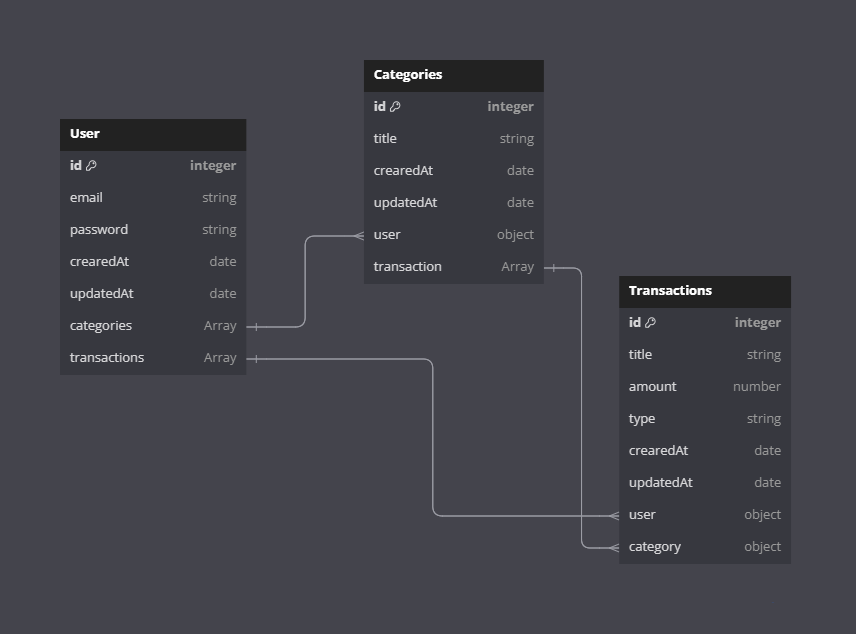 User
id integer
email string
password string
crearedAt date
updatedAt date
categories Array
transactions Array
Categories
id integer
title string
crearedAt date
updatedAt date
user object
transaction Array
Transactions
id integer
title string
amount number
type string
crearedAt date
updatedAt date
user object
category object